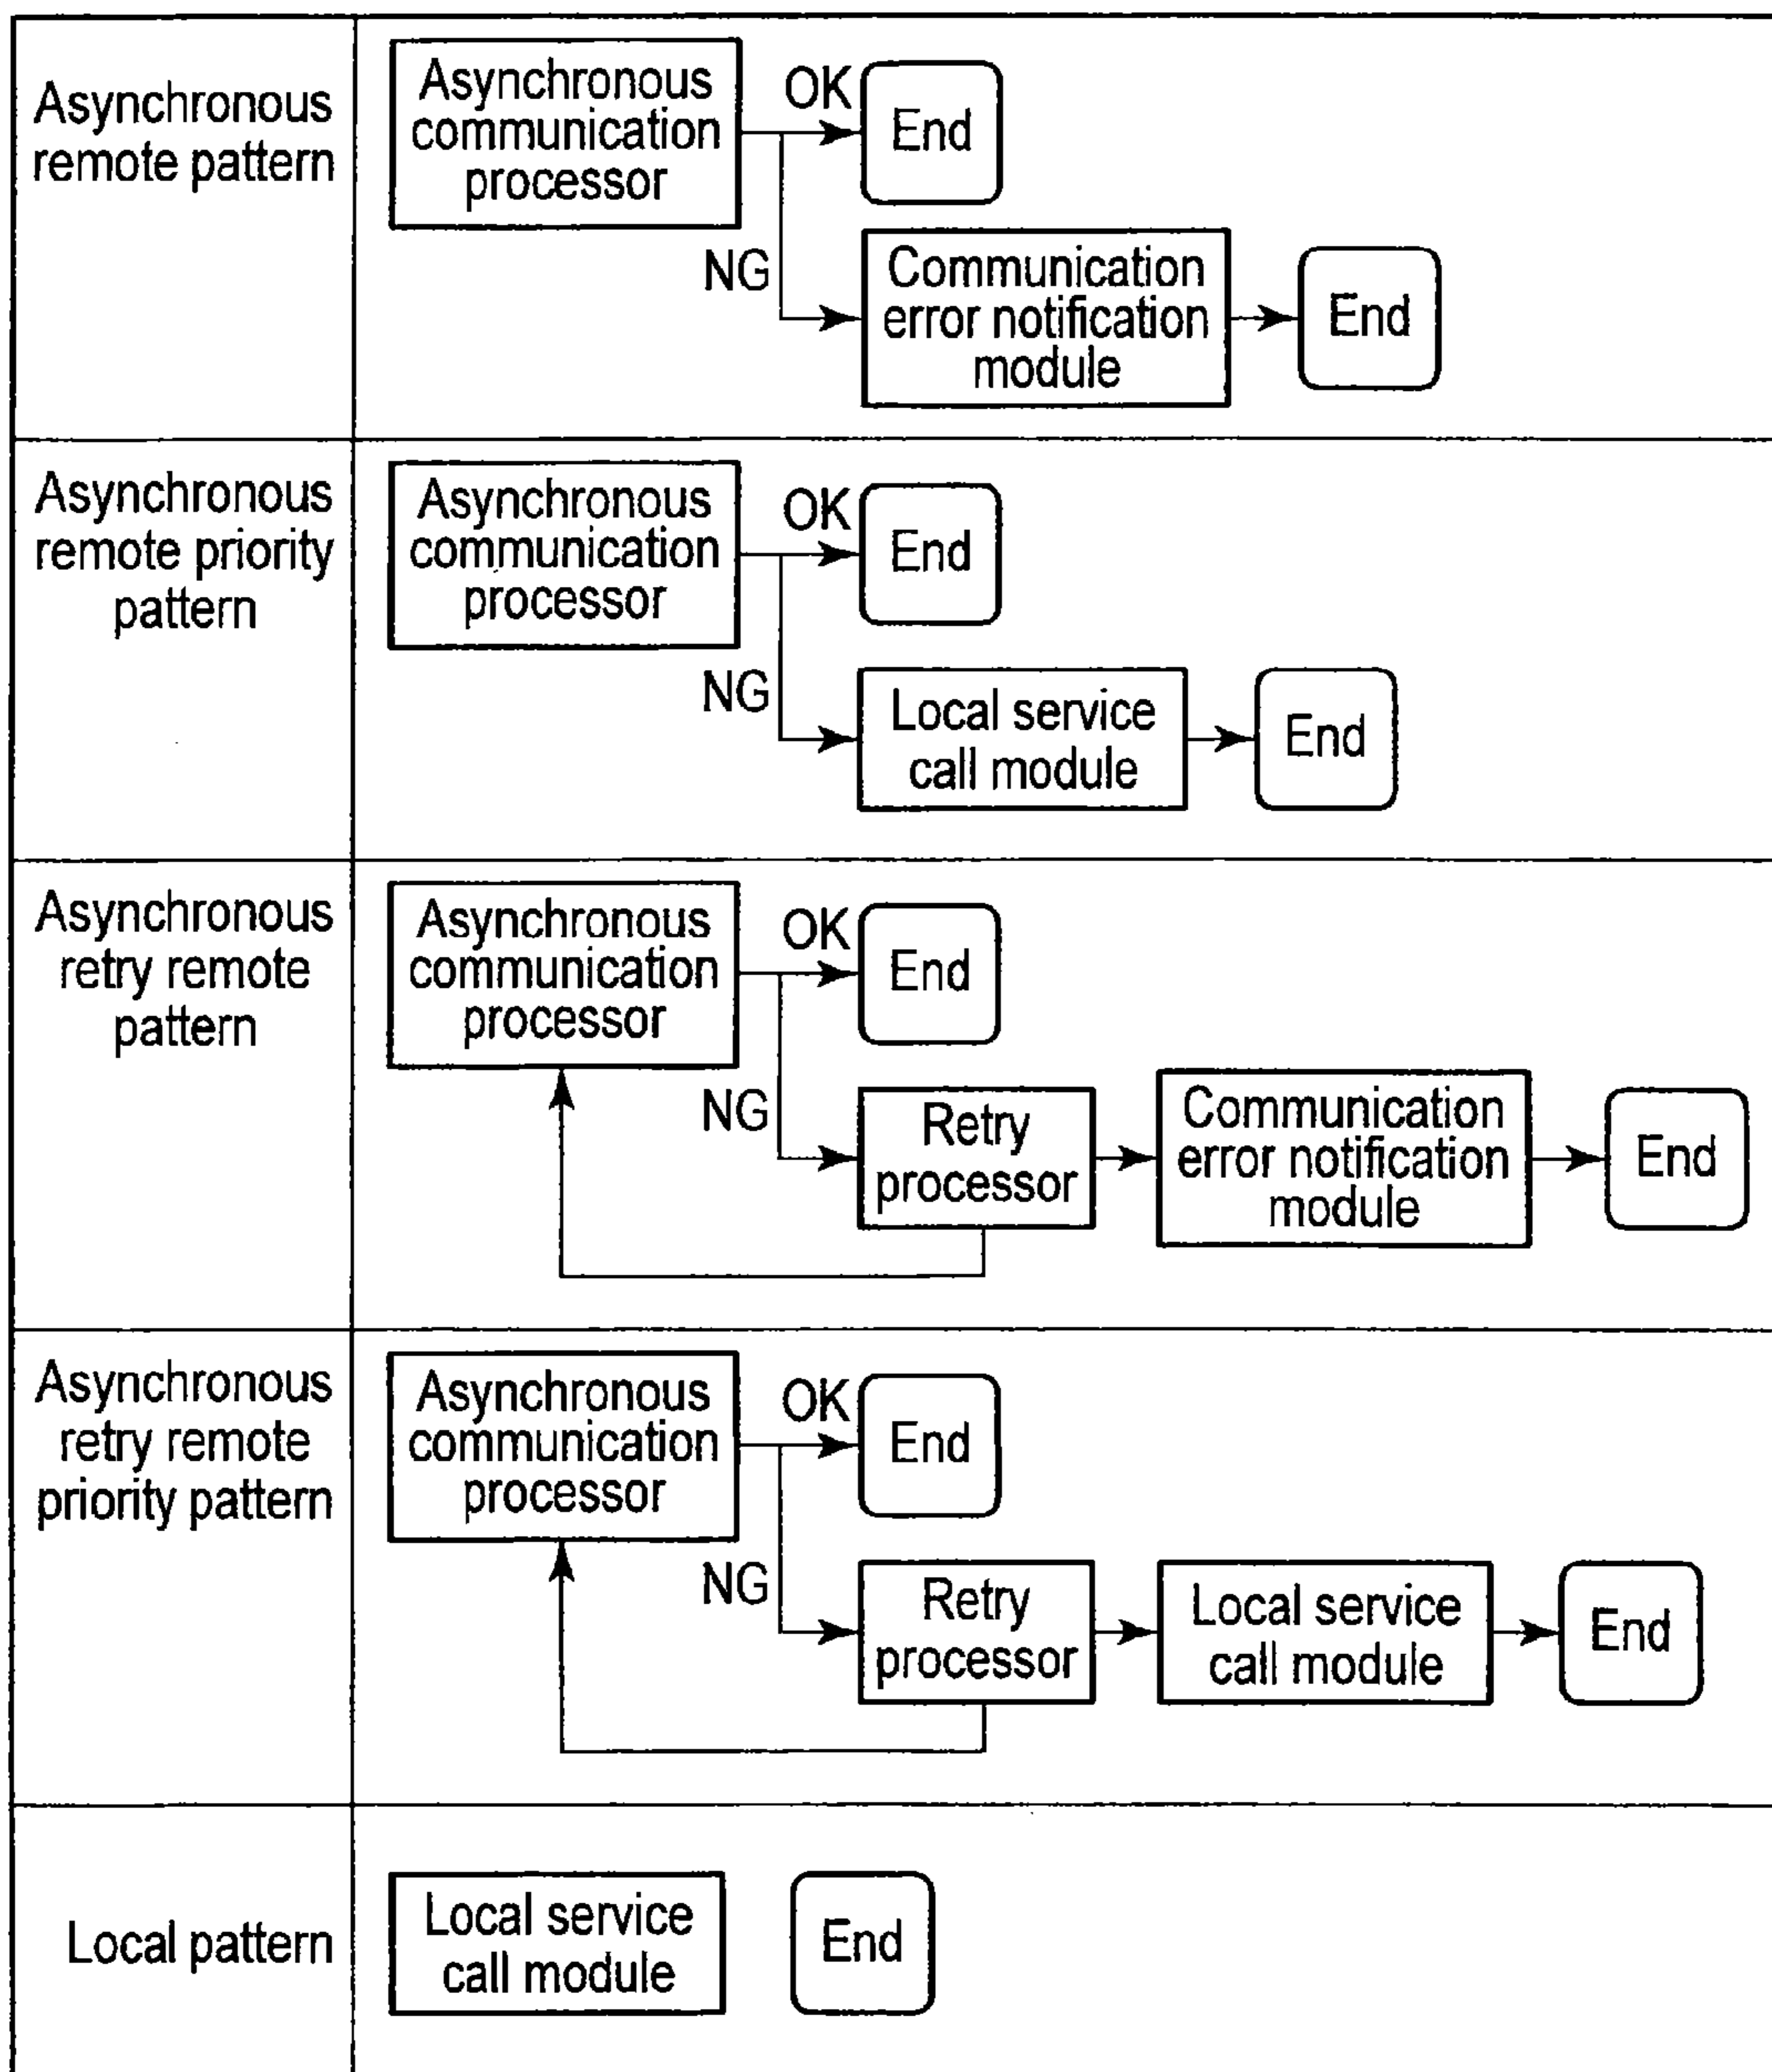 Asynchronous
remote pattern
Asynchronous
communication
processor
OK
End
NG
Communication
error notification
module
End
Asynchronous
remote priority
pattern
Asynchronous
communication
processor
OK
End
NG
Local service
call module
End
Asynchronous
retry remote
pattern
Asynchronous
communication
processor
OK
End
NG
Retry
processor
Communication
error notification
module
End
Asynchronous
retry remote
priority pattern
Asynchronous
communication
processor
OK
End
NG
Retry
processor
Local service
call module
End
Local pattern
Local service
call module
End